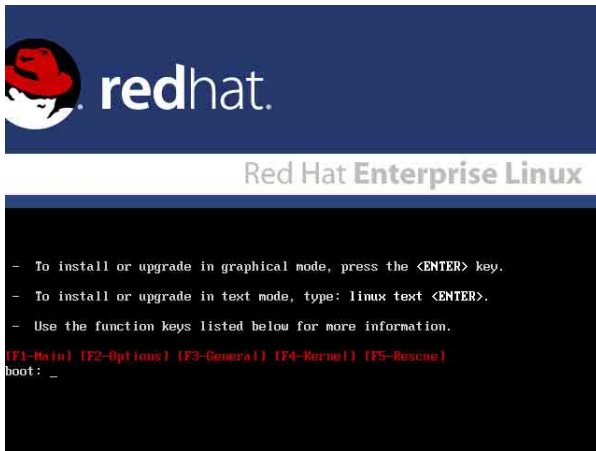 redhat.
Red Hat Enterprise Linux
- To install or upgrade in graphical mode, press the <ENTER> key.
- To install or upgrade in text mode, type: linux text <ENTER>.
- Use the function keys listed below for more information.
[F1-Main] [F2-Options] [F3-General] [F4-Kernel] [F5-Rescue]
boot: _